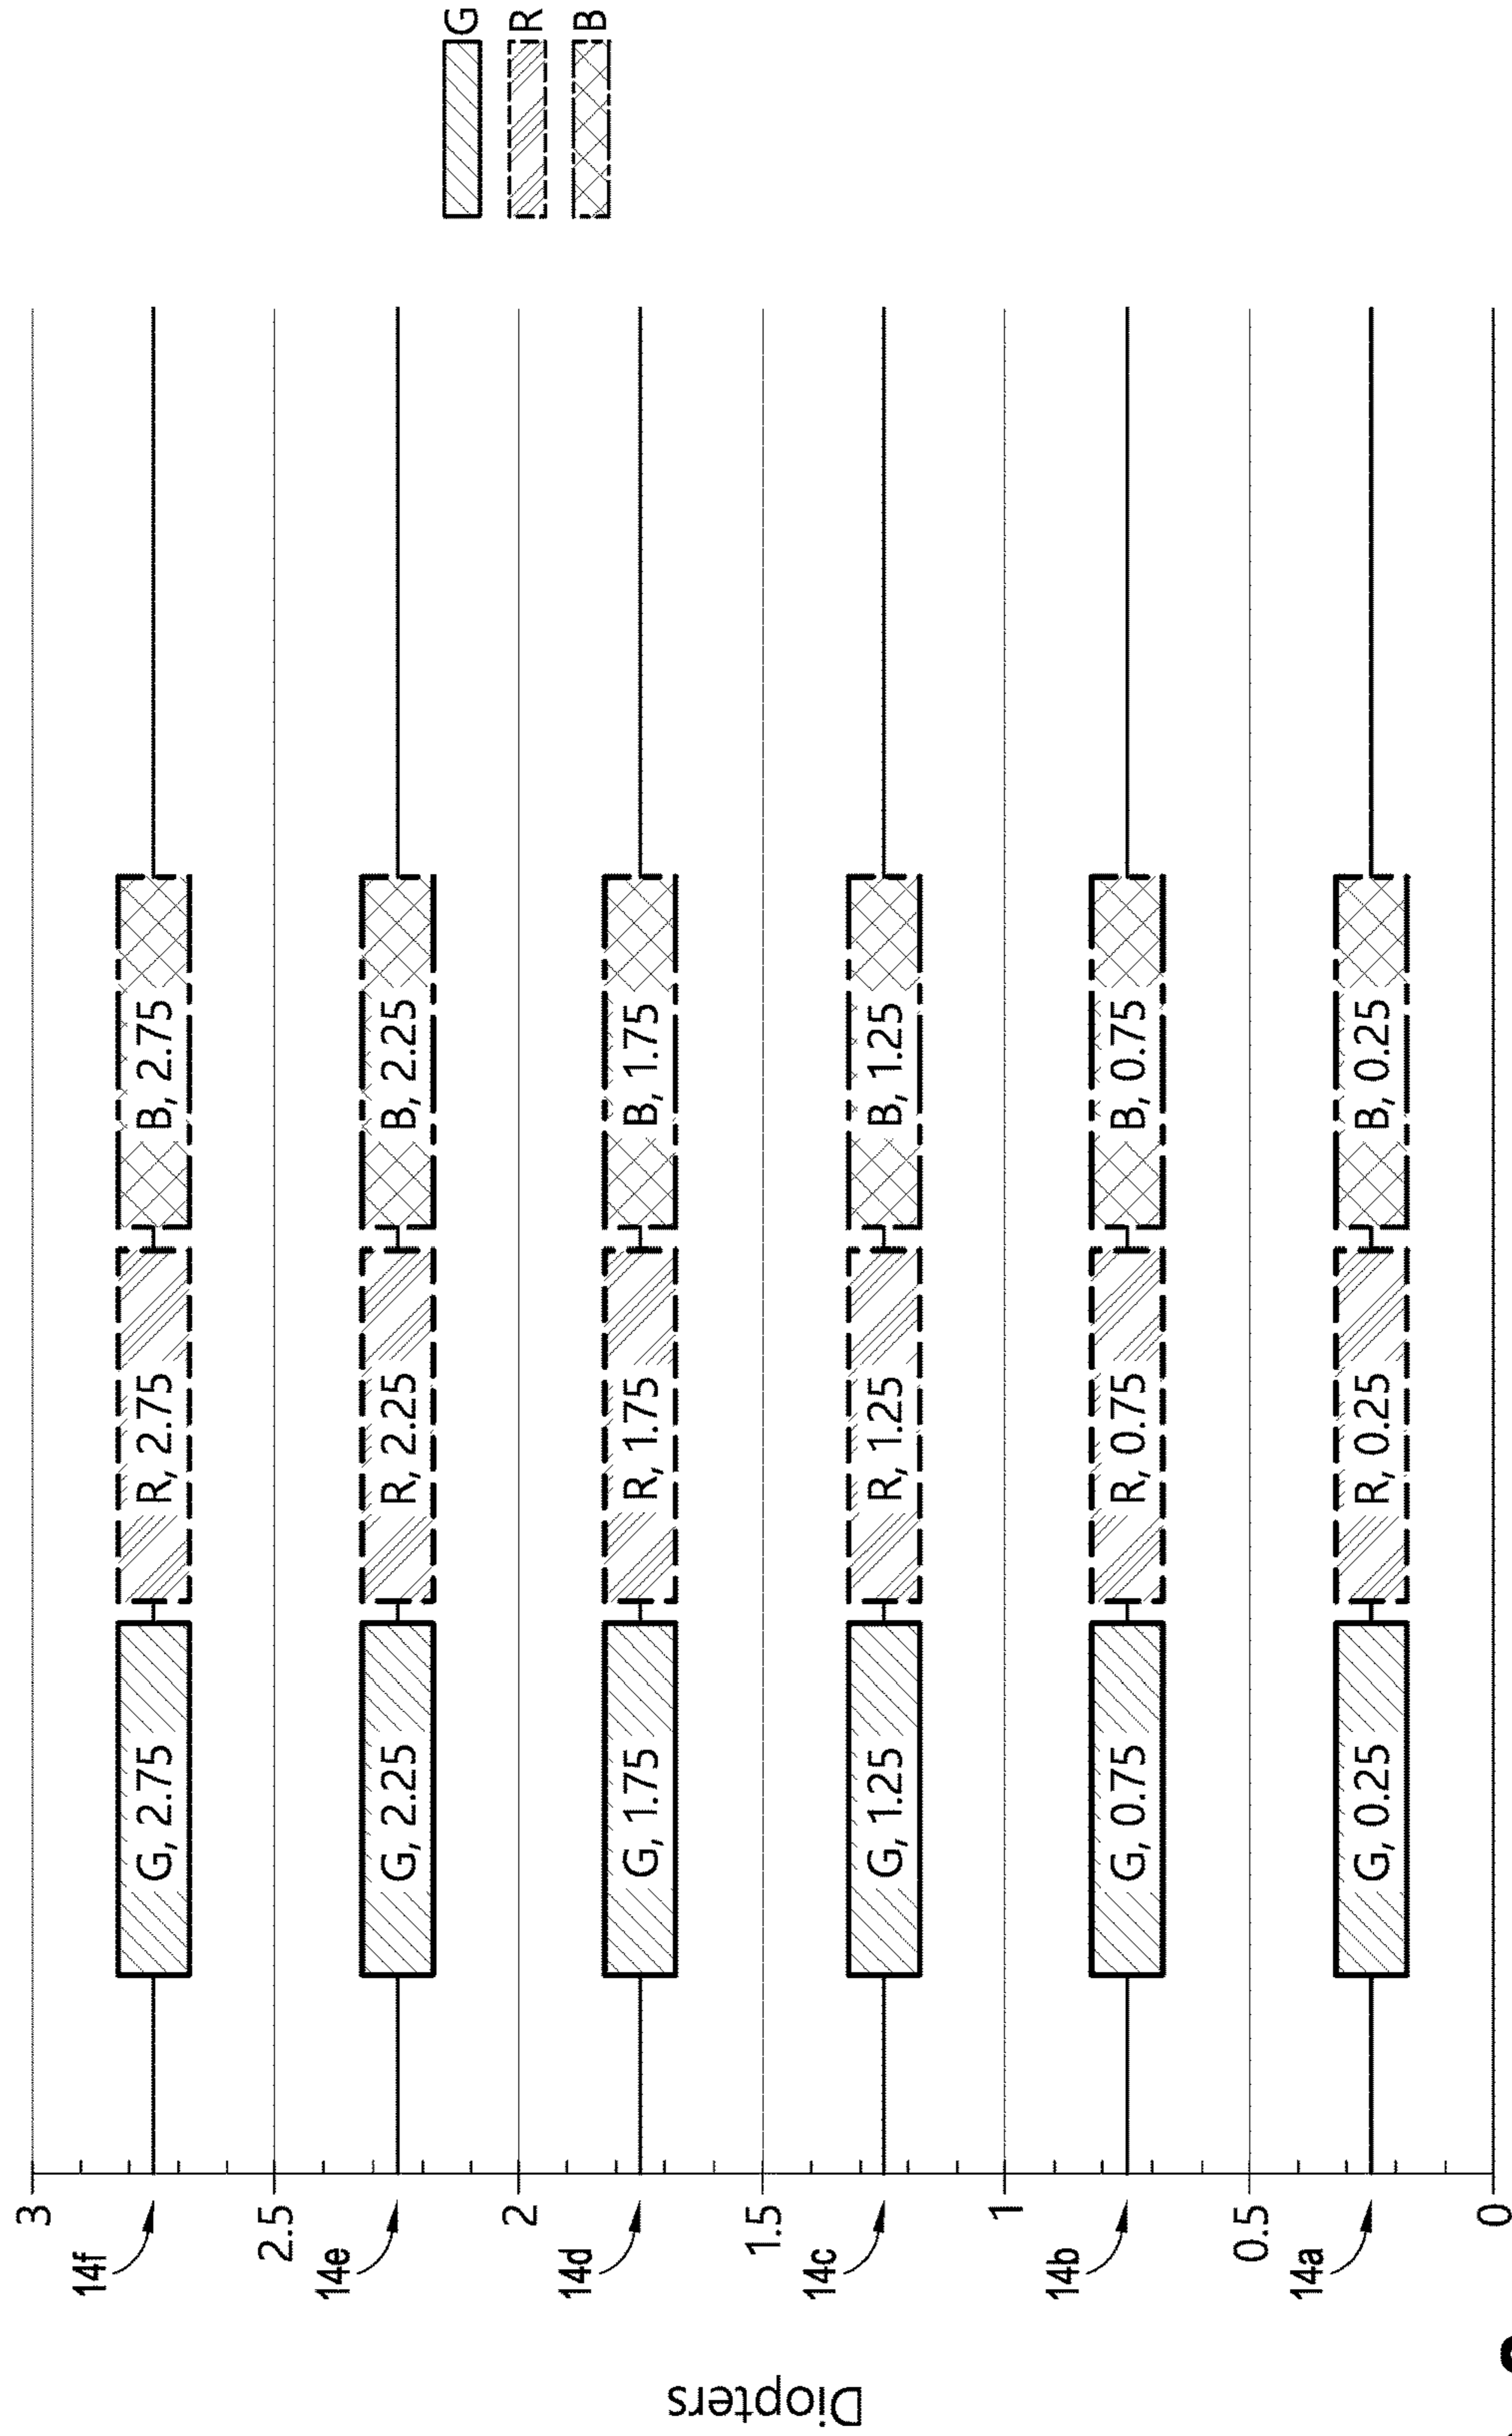 Diopters
3
14f
G, 2.75
R, 2.75
B, 2.75
2.5
14e
G, 2.25
R, 2.25
B, 2.25
2
14d
G, 1.75
R, 1.75
B, 1.75
1.5
14c
G, 1.25
R, 1.25
B, 1.25
1
14b
G, 0.75
R, 0.75
B, 0.75
0.5
14a
G, 0.25
R, 0.25
B, 0.25
0
G
R
B